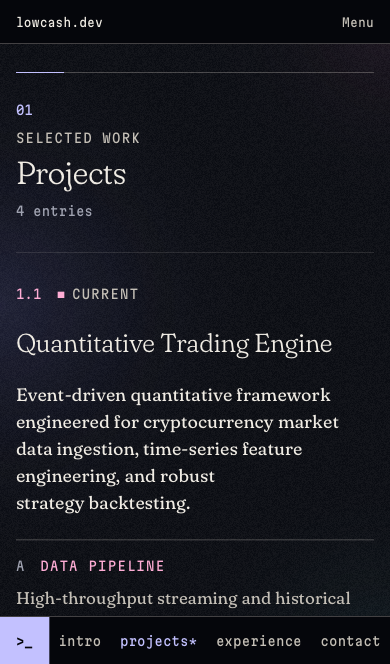 lowcash.dev Menu
01
SELECTED WORK
Projects
4 entries
1.1 ■ CURRENT
Quantitative Trading Engine
Event-driven quantitative framework
engineered for cryptocurrency market
data ingestion, time-series feature
engineering, and robust
strategy backtesting.
A DATA PIPELINE
High-throughput streaming and historical
>_ intro projects* experience contact